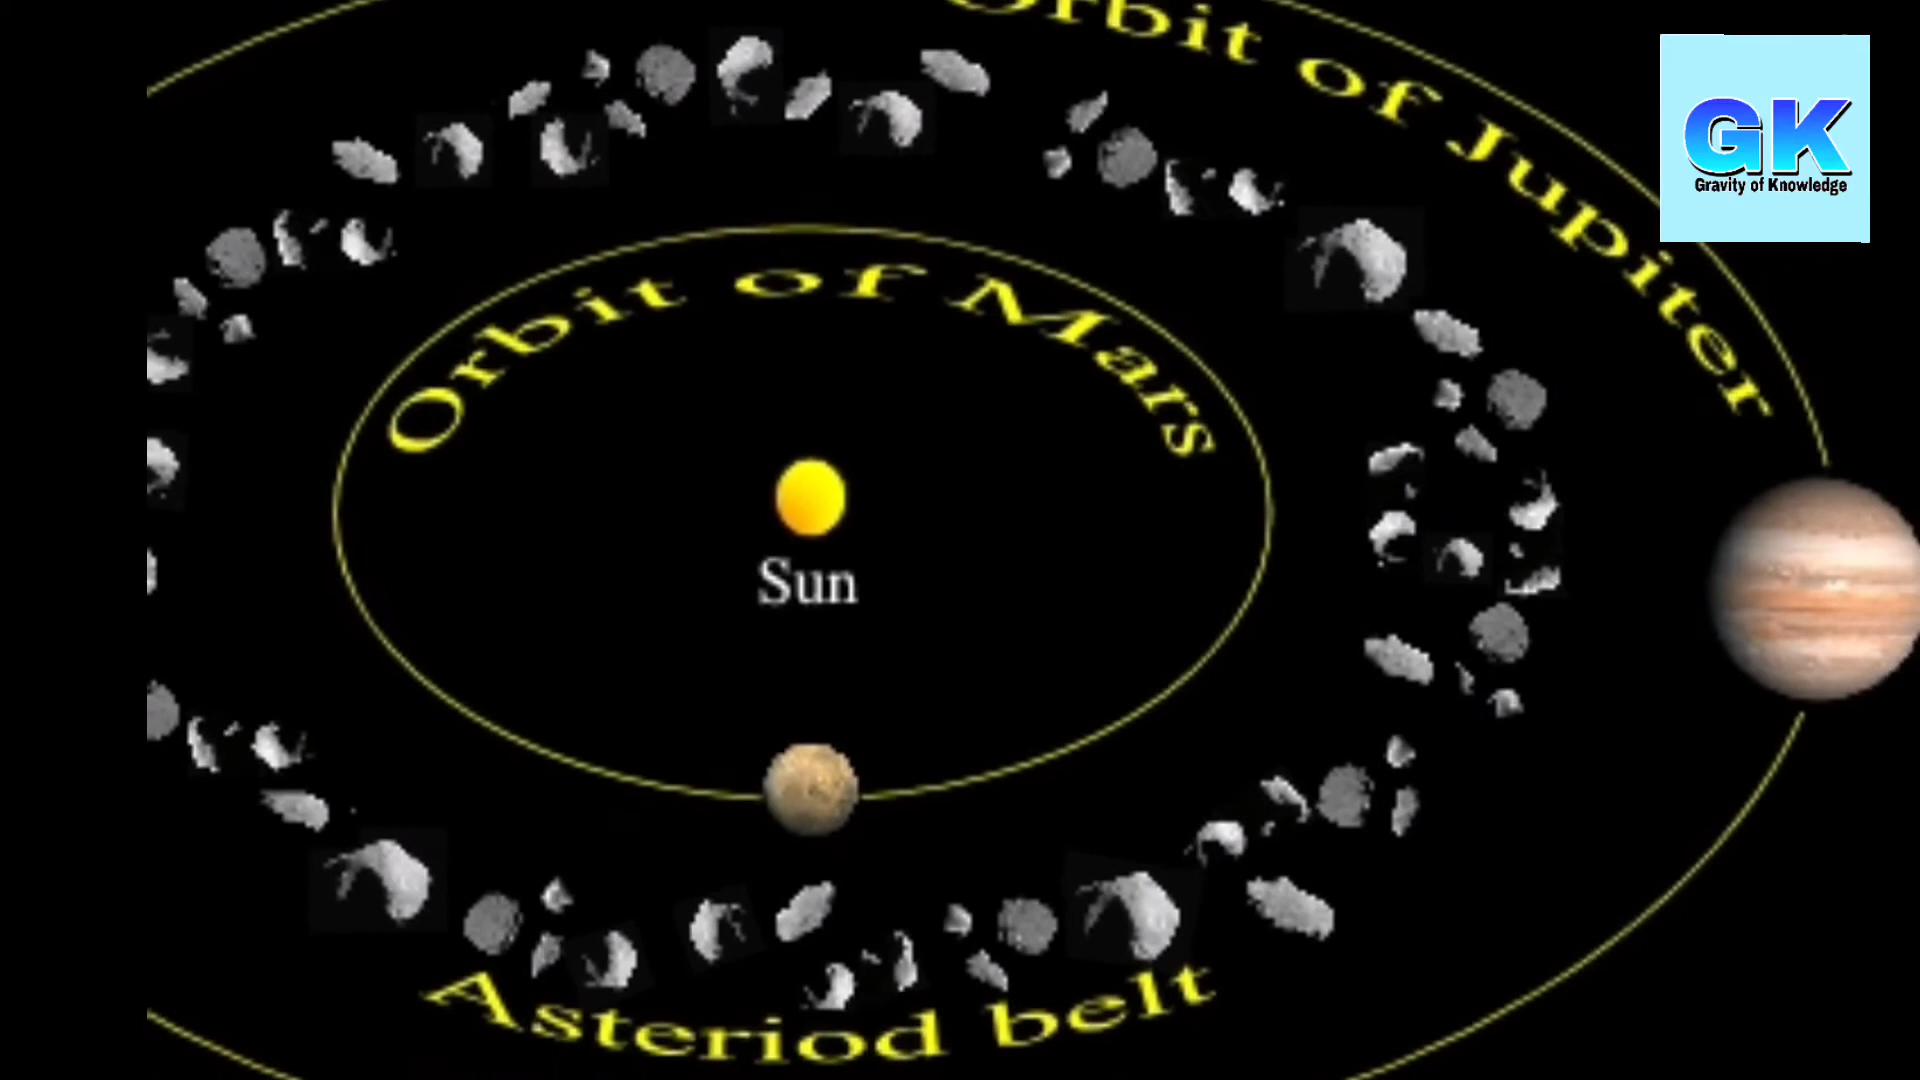 Orbit of Jupiter
GK
Gravity of Knowledge
Orbit of Mars
Sun
Asteriod belt